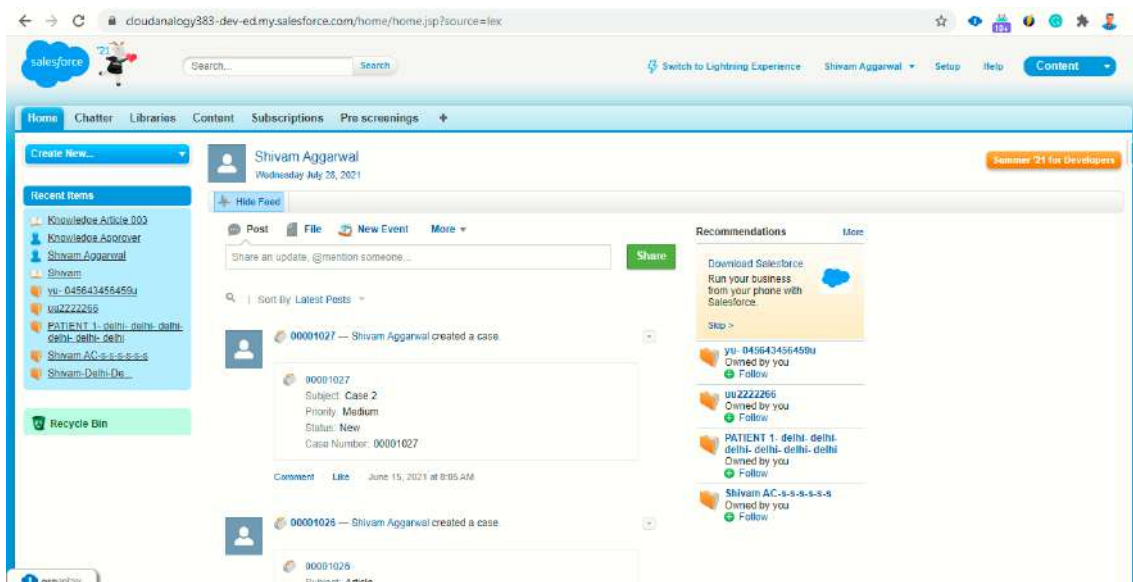 cloudanalogy383-dev-ed.my.salesforce.com/home/home.jsp?source=lex
10+
salesforce
'21
Search...
Search
Switch to Lightning Experience
Shivam Aggarwal
Setup
Help
Content
Home
Chatter
Libraries
Content
Subscriptions
Pre screenings
+
Create New...
Shivam Aggarwal
Wednesday July 28, 2021
Summer '21 for Developers
Recent Items
Knowledge Article 003
Knowledge Approver
Shivam Aggarwal
Shivam
yu- 045643456459u
uu2222266
PATIENT 1- delhi- delhi- delhi-
delhi- delhi- delhi
Shivam AC-s-s-s-s-s-s
Shivam-Delhi-De...
Recycle Bin
Hide Feed
Post
File
New Event
More
Share an update, @mention someone...
Share
Sort By Latest Posts
00001027 — Shivam Aggarwal created a case.
00001027
Subject: Case 2
Priority: Medium
Status: New
Case Number: 00001027
Comment · Like · June 15, 2021 at 8:05 AM
00001026 — Shivam Aggarwal created a case.
00001026
Subject: Article
Recommendations
More
Download Salesforce
Run your business
from your phone with
Salesforce.
Skip >
yu- 045643456459u
Owned by you
Follow
uu2222266
Owned by you
Follow
PATIENT 1- delhi- delhi-
delhi- delhi- delhi- delhi
Owned by you
Follow
Shivam AC-s-s-s-s-s-s
Owned by you
Follow